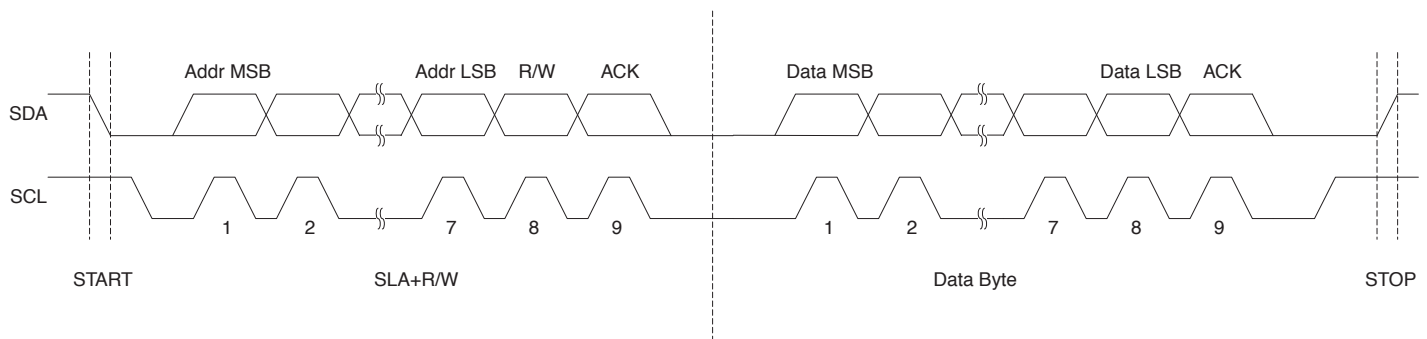 Addr MSB Addr LSB R/W ACK Data MSB Data LSB ACK
SDA
SCL
1 2 7 8 9 1 2 7 8 9
START SLA+R/W Data Byte STOP